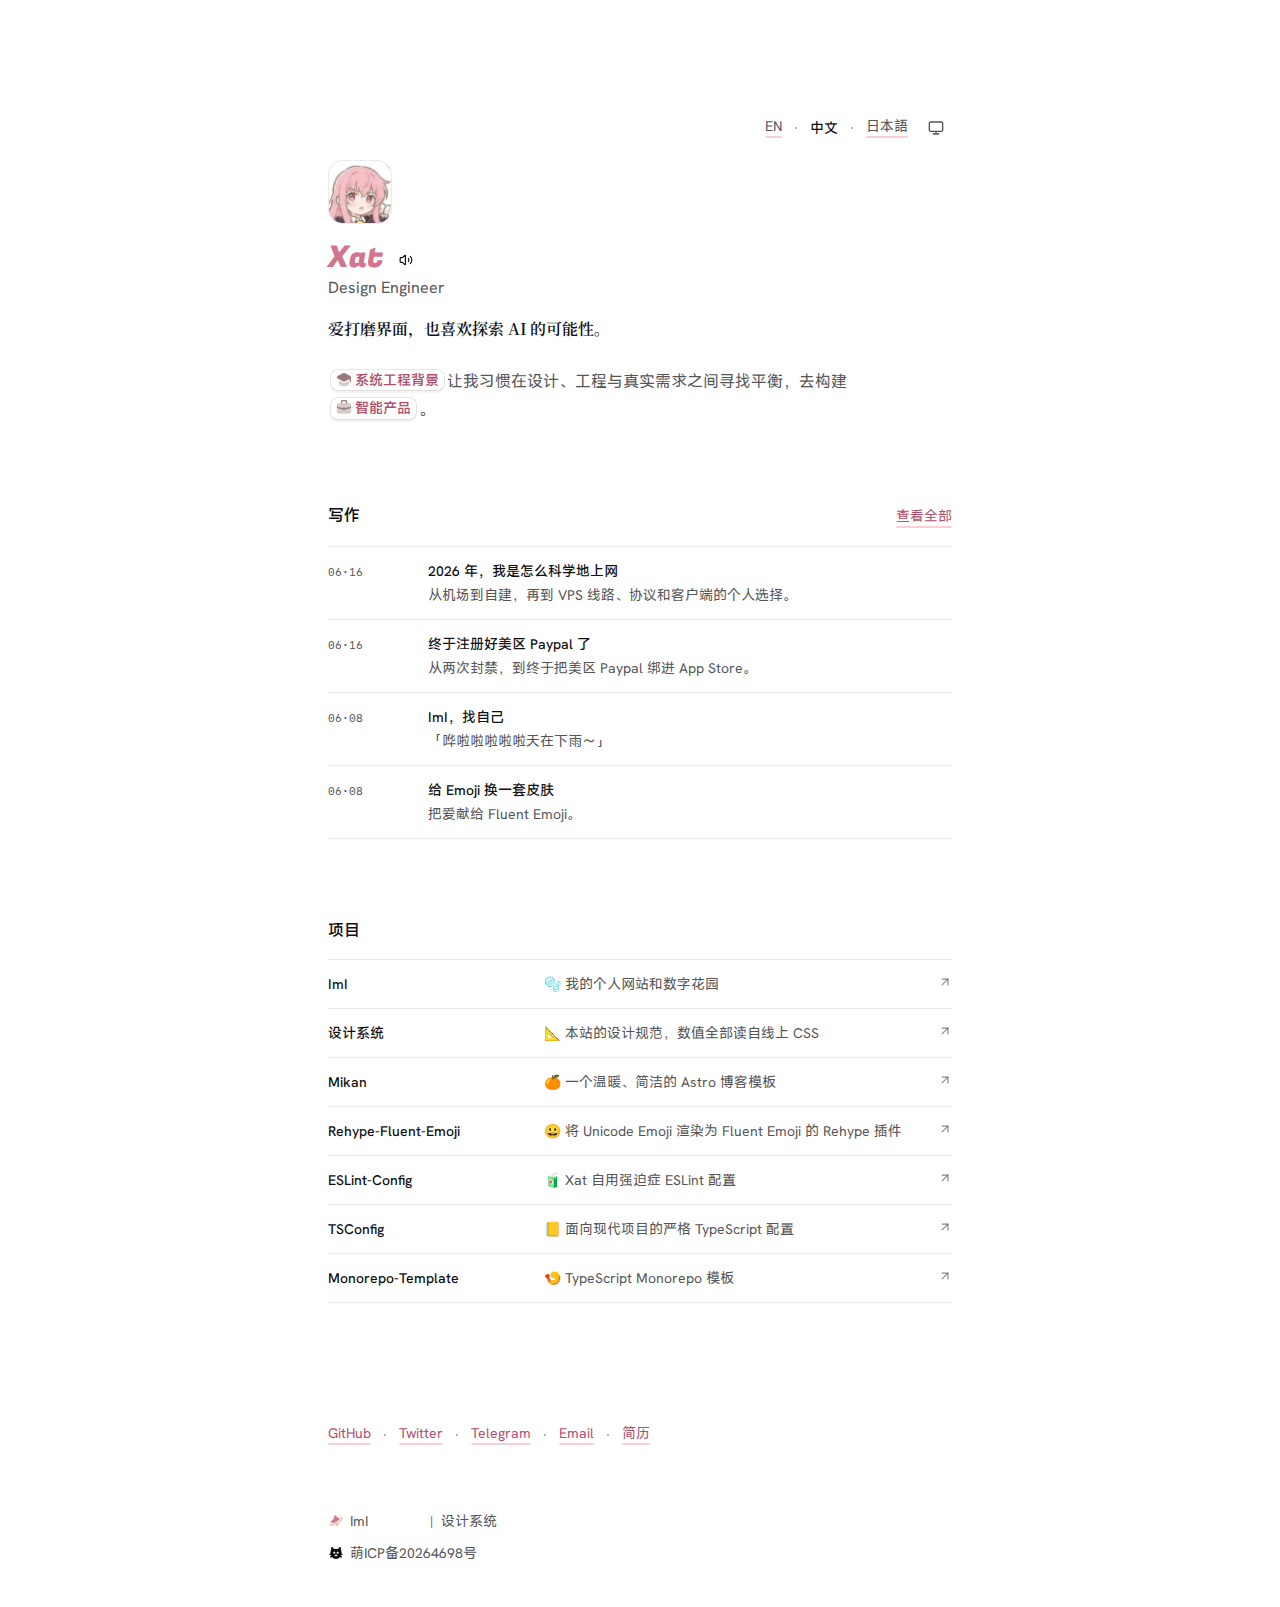 EN · 中文 · 日本語
Xat
Design Engineer
爱打磨界面，也喜欢探索 AI 的可能性。
系统工程背景 让我习惯在设计、工程与真实需求之间寻找平衡，去构建
智能产品 。
写作 查看全部
06·16 2026 年，我是怎么科学地上网
从机场到自建，再到 VPS 线路、协议和客户端的个人选择。
06·16 终于注册好美区 Paypal 了
从两次封禁，到终于把美区 Paypal 绑进 App Store。
06·08 ImI，找自己
「哗啦啦啦啦啦天在下雨～」
06·08 给 Emoji 换一套皮肤
把爱献给 Fluent Emoji。
项目
ImI 🫧 我的个人网站和数字花园
设计系统 📐 本站的设计规范，数值全部读自线上 CSS
Mikan 🍊 一个温暖、简洁的 Astro 博客模板
Rehype-Fluent-Emoji 😀 将 Unicode Emoji 渲染为 Fluent Emoji 的 Rehype 插件
ESLint-Config 🧃 Xat 自用强迫症 ESLint 配置
TSConfig 📒 面向现代项目的严格 TypeScript 配置
Monorepo-Template 🍤 TypeScript Monorepo 模板
GitHub · Twitter · Telegram · Email · 简历
ImI | 设计系统
萌ICP备20264698号